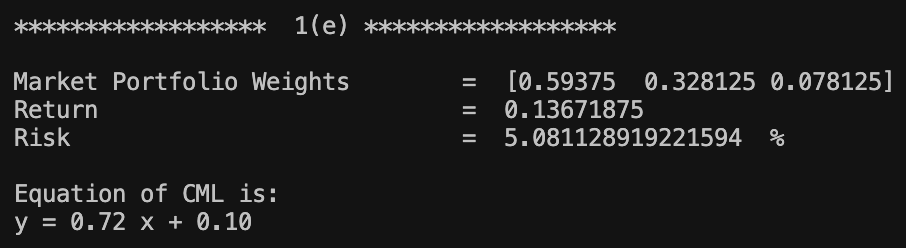 ****************** 1(e) ******************
Market Portfolio Weights = [0.59375 0.328125 0.078125]
Return = 0.13671875
Risk = 5.081128919221594 %
Equation of CML is:
y = 0.72 x + 0.10